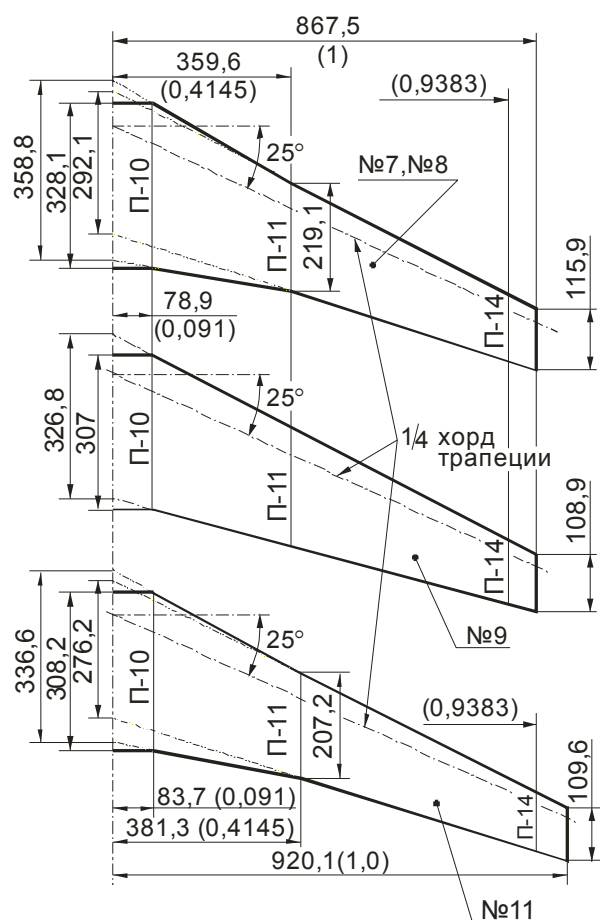 867,5
(1)
359,6
(0,4145)
(0,9383)
358,8
328,1
292,1
25°
П-10
П-11
219,1
№7,№8
П-14
115,9
78,9
(0,091)
326,8
307
25°
П-10
П-11
1/4 хорд
трапеции
П-14
108,9
№9
336,6
308,2
276,2
25°
П-10
П-11
207,2
(0,9383)
П-14
109,6
83,7 (0,091)
381,3 (0,4145)
920,1(1,0)
№11